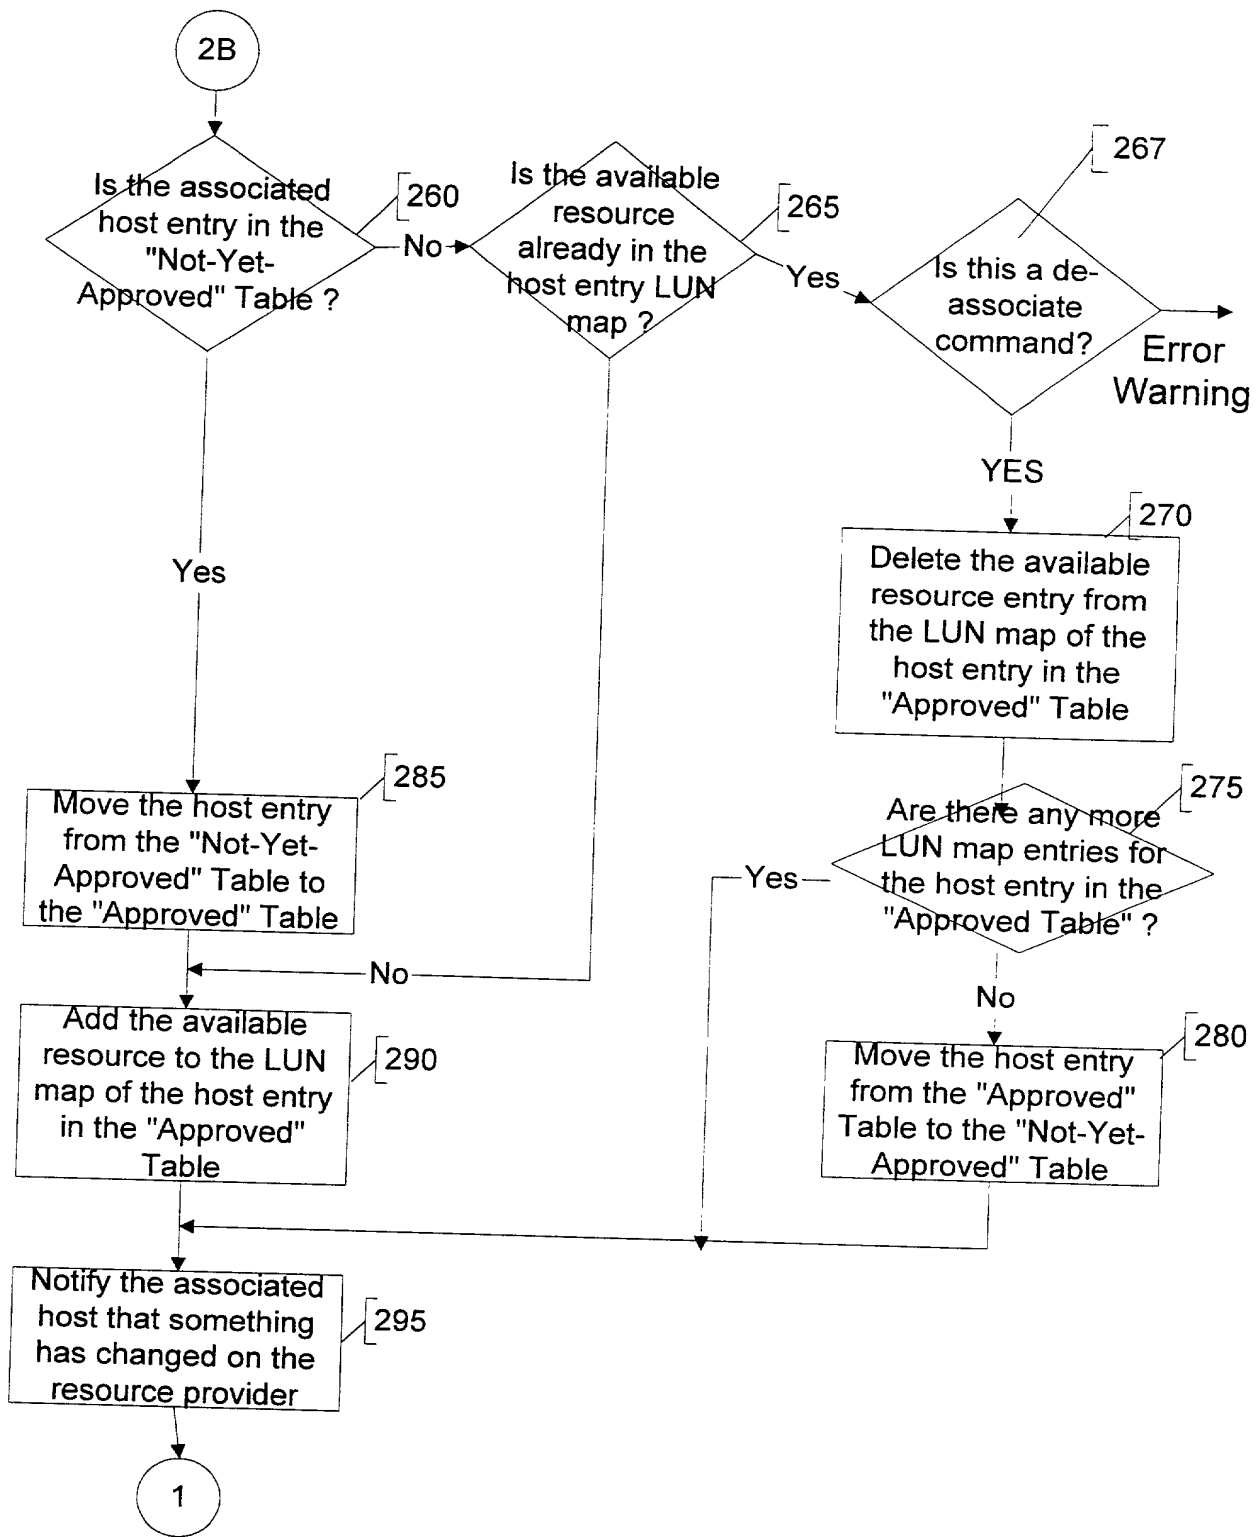 2B
Is the associated
host entry in the
"Not-Yet-
Approved" Table ?
260
No
Is the available
resource
already in the
host entry LUN
map ?
265
Yes
267
Is this a de-
associate
command?
Error
Warning
YES
270
Delete the available
resource entry from
the LUN map of the
host entry in the
"Approved" Table
Yes
285
Move the host entry
from the "Not-Yet-
Approved" Table to
the "Approved" Table
275
Are there any more
LUN map entries for
the host entry in the
"Approved Table" ?
Yes
No
No
Add the available
resource to the LUN
map of the host entry
in the "Approved"
Table
290
280
Move the host entry
from the "Approved"
Table to the "Not-Yet-
Approved" Table
Notify the associated
host that something
has changed on the
resource provider
295
1